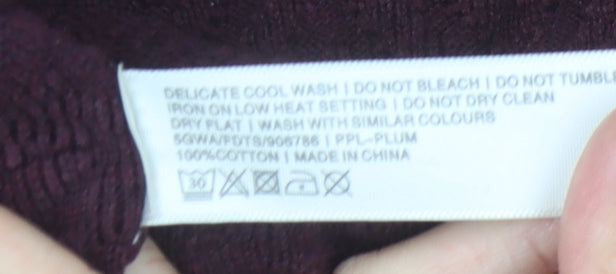 DELICATE COOL WASH | DO NOT BLEACH | DO NOT TUMBLE
IRON ON LOW HEAT SETTING | DO NOT DRY CLEAN
DRY FLAT | WASH WITH SIMILAR COLOURS
5GWA/FDTS/906786 | PPL-PLUM
100%COTTON | MADE IN CHINA
30